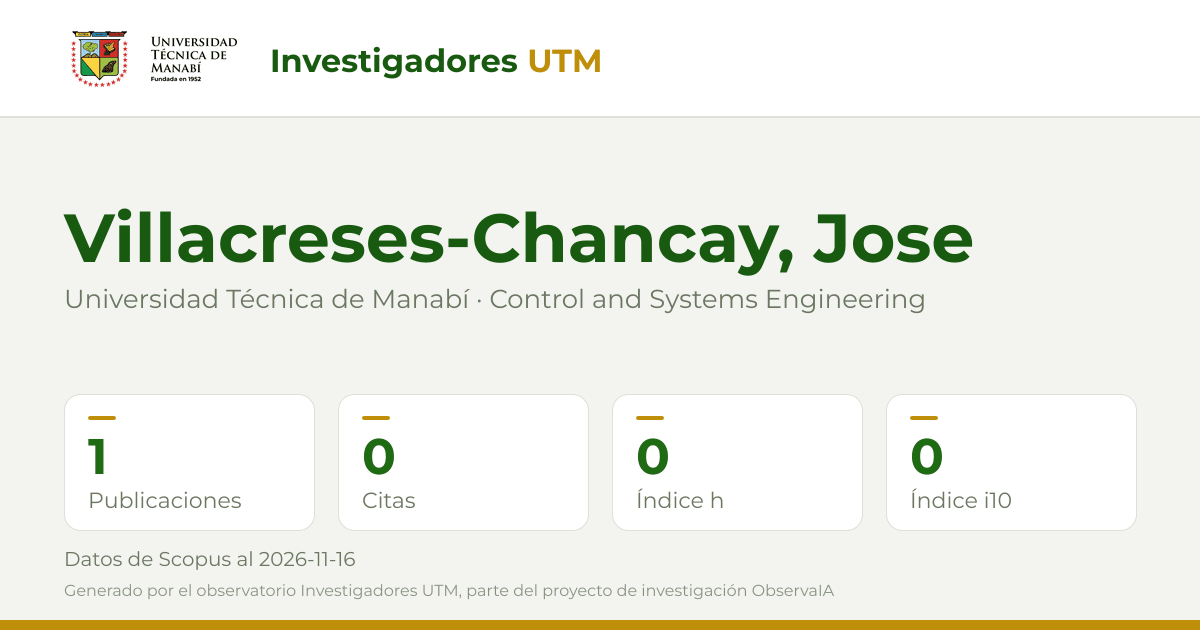 UNIVERSIDAD
TÉCNICA DE
MANABÍ
Fundada en 1952
Investigadores UTM
Villacreses-Chancay, Jose
Universidad Técnica de Manabí · Control and Systems Engineering
1
Publicaciones
0
Citas
0
Índice h
0
Índice i10
Datos de Scopus al 2026-11-16
Generado por el observatorio Investigadores UTM, parte del proyecto de investigación ObservaIA